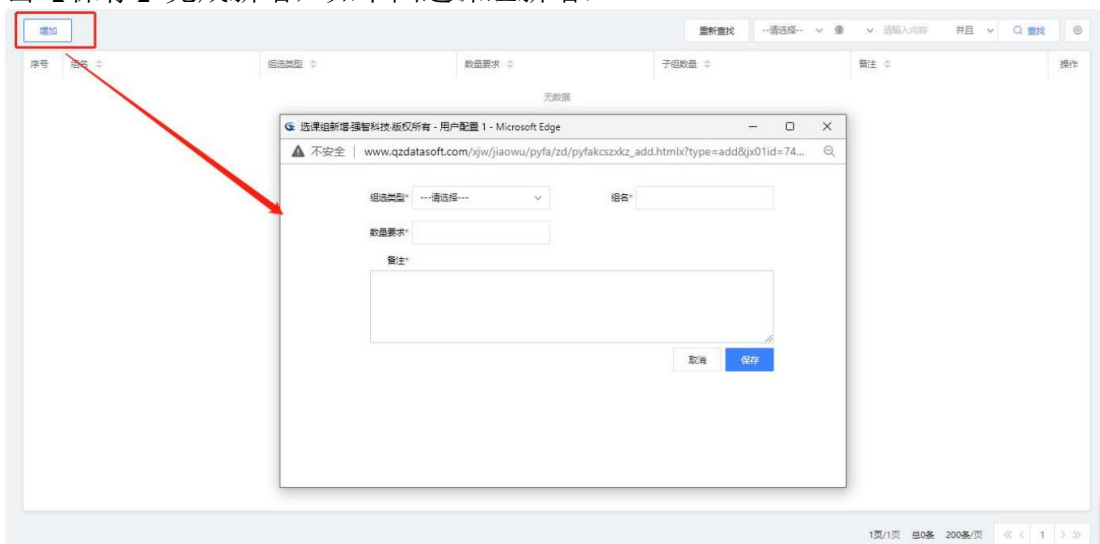 增加
重新查找 --请选择-- 像 请输入内容 并且 查找
序号 组名 组选类型 数量要求 子组数量 备注 操作
无数据
选课组新增-强智科技-版权所有 - 用户配置 1 - Microsoft Edge
不安全 | www.qzdatasoft.com/xjw/jiaowu/pyfa/zd/pyfakcszxkz_add.htmlx?type=add&jx01id=74...
组选类型* ---请选择--- 组名*
数量要求*
备注*
取消 保存
1页/1页 总0条 200条/页 1